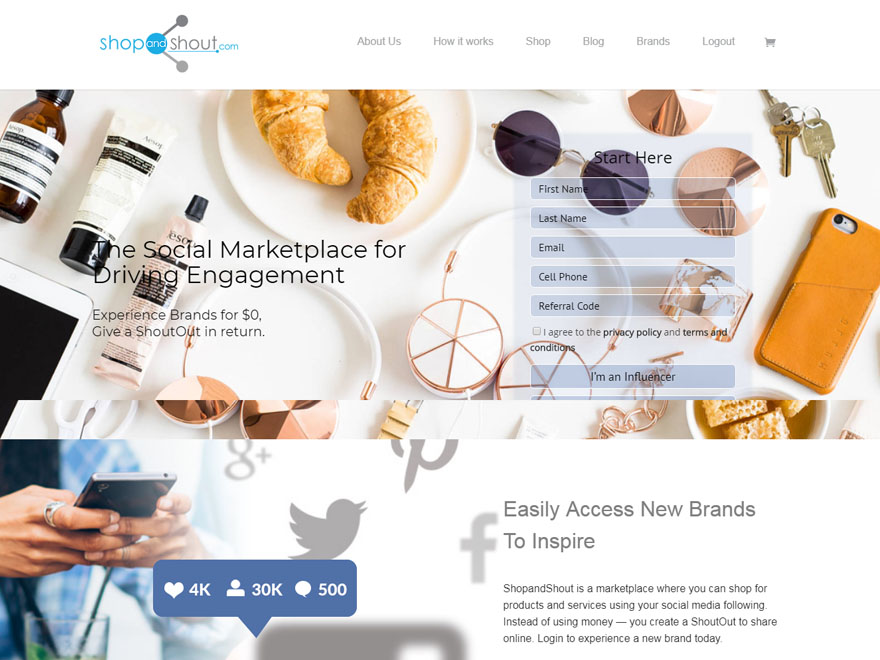 shopandshout.com
About Us How it works Shop Blog Brands Logout
Aesop.
Aesop.
The Social Marketplace for
Driving Engagement
Experience Brands for $0,
Give a ShoutOut in return.
Start Here
First Name
Last Name
Email
Cell Phone
Referral Code
I agree to the privacy policy and terms and
conditions
I'm an Influencer
g+
4K 30K 500
Easily Access New Brands
To Inspire
ShopandShout is a marketplace where you can shop for
products and services using your social media following.
Instead of using money — you create a ShoutOut to share
online. Login to experience a new brand today.